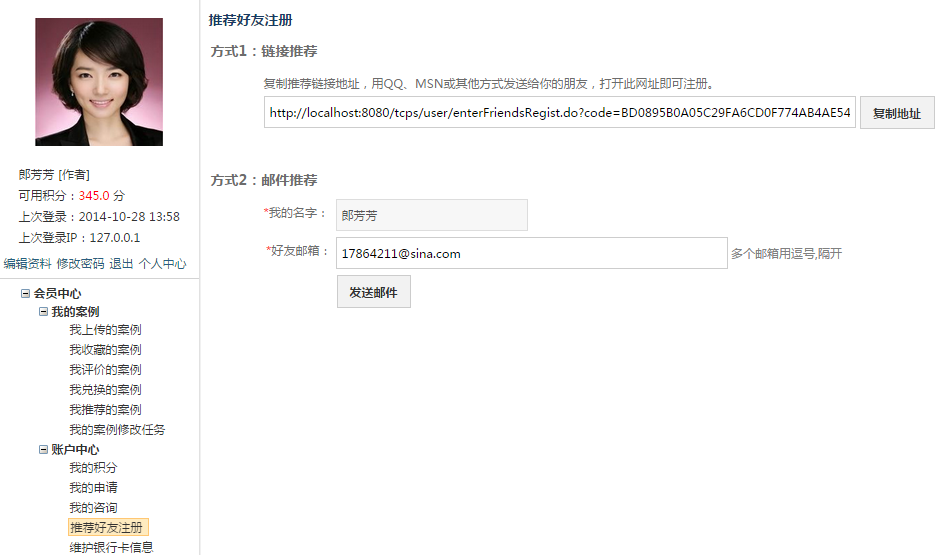 郎芳芳 [作者]
可用积分：345.0 分
上次登录：2014-10-28 13:58
上次登录IP：127.0.0.1
编辑资料 修改密码 退出 个人中心
会员中心
我的案例
我上传的案例
我收藏的案例
我评价的案例
我兑换的案例
我推荐的案例
我的案例修改任务
账户中心
我的积分
我的申请
我的咨询
推荐好友注册
维护银行卡信息
推荐好友注册
方式1：链接推荐
复制推荐链接地址，用QQ、MSN或其他方式发送给你的朋友，打开此网址即可注册。
http://localhost:8080/tcps/user/enterFriendsRegist.do?code=BD0895B0A05C29FA6CD0F774AB4AE54 复制地址
方式2：邮件推荐
*我的名字： 郎芳芳
*好友邮箱： 17864211@sina.com 多个邮箱用逗号,隔开
发送邮件